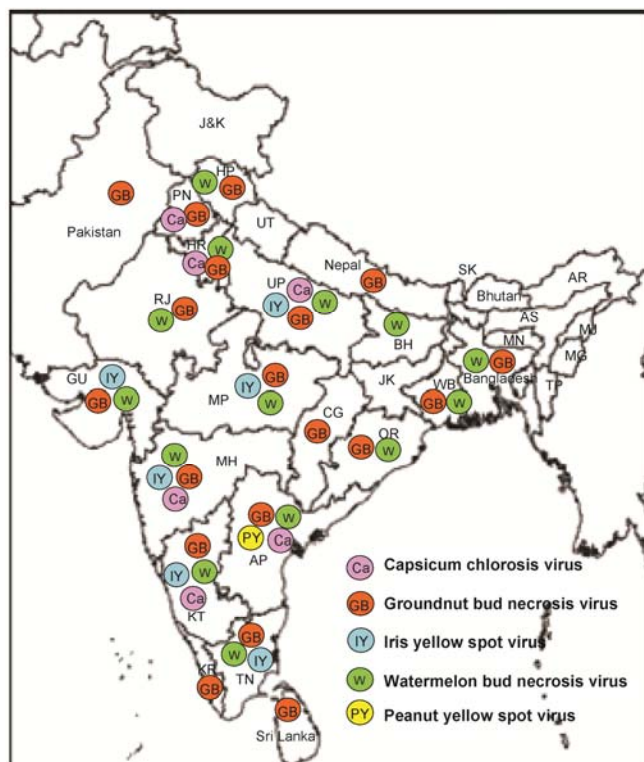 J&K
HP
W
GB
GB
PN
Ca
GB
UT
Pakistan
HR
W
Ca
GB
UP
Ca
IY
W
GB
Nepal
GB
SK
Bhutan
AR
AS
RJ
GB
W
W
BH
MN
MJ
MG
TP
W
GB
Bangladesh
GU
IY
GB
W
MP
IY
GB
W
JK
WB
GB
W
CG
GB
OR
GB
W
MH
W
IY
GB
Ca
GB
W
PY
Ca
AP
GB
IY
W
Ca
KT
GB
W
IY
TN
KR
GB
GB
Sri Lanka
Ca Capsicum chlorosis virus
GB Groundnut bud necrosis virus
IY Iris yellow spot virus
W Watermelon bud necrosis virus
PY Peanut yellow spot virus